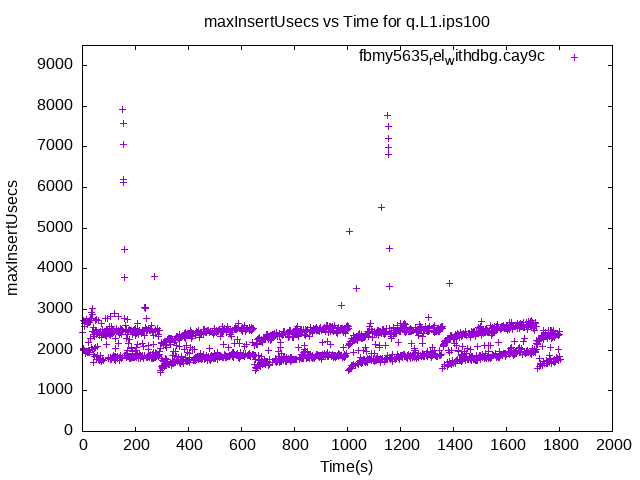 maxInsertUsecs vs Time for q.L1.ips100
fbmy5635relwithdbg.cay9c
9000
8000
7000
6000
5000
4000
3000
2000
1000
0
maxInsertUsecs
0 200 400 600 800 1000 1200 1400 1600 1800 2000
Time(s)